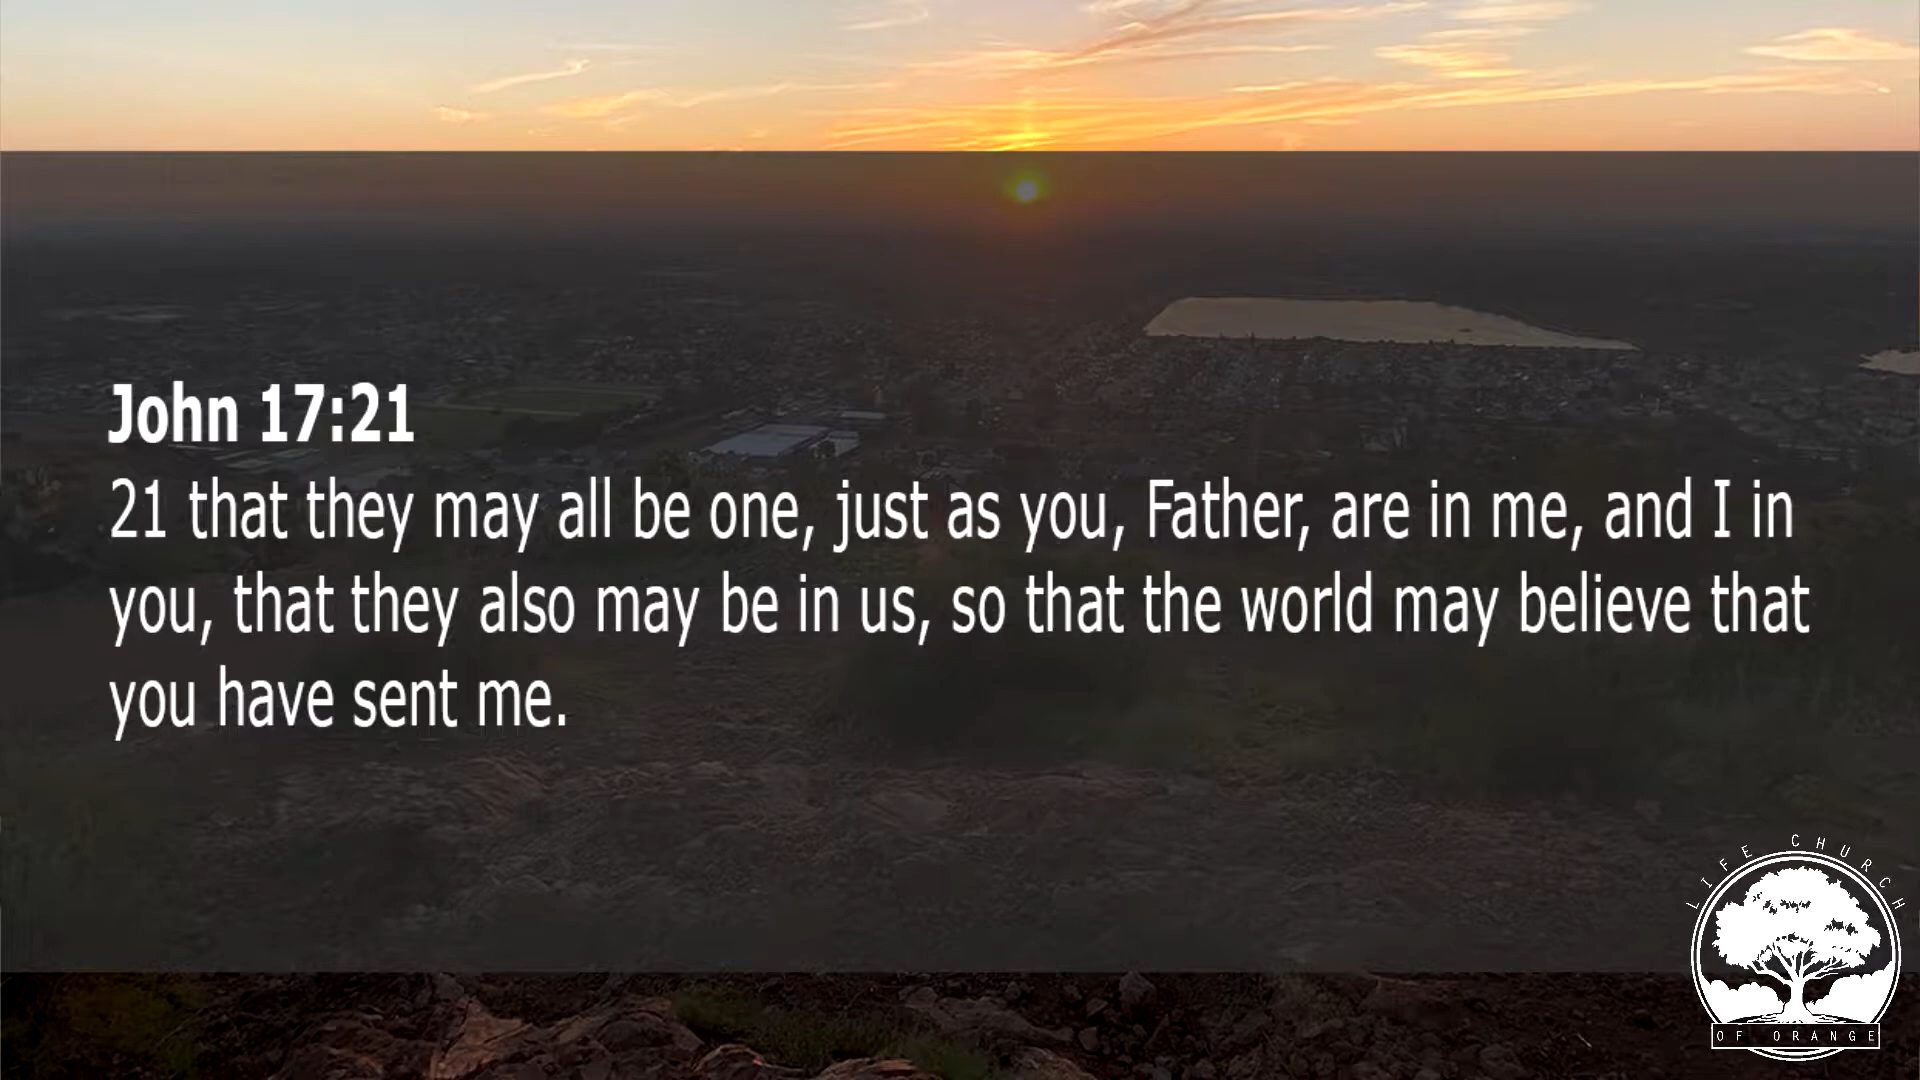 John 17:21
21 that they may all be one, just as you, Father, are in me, and I in
you, that they also may be in us, so that the world may believe that
you have sent me.
LIFE CHURCH
OF ORANGE